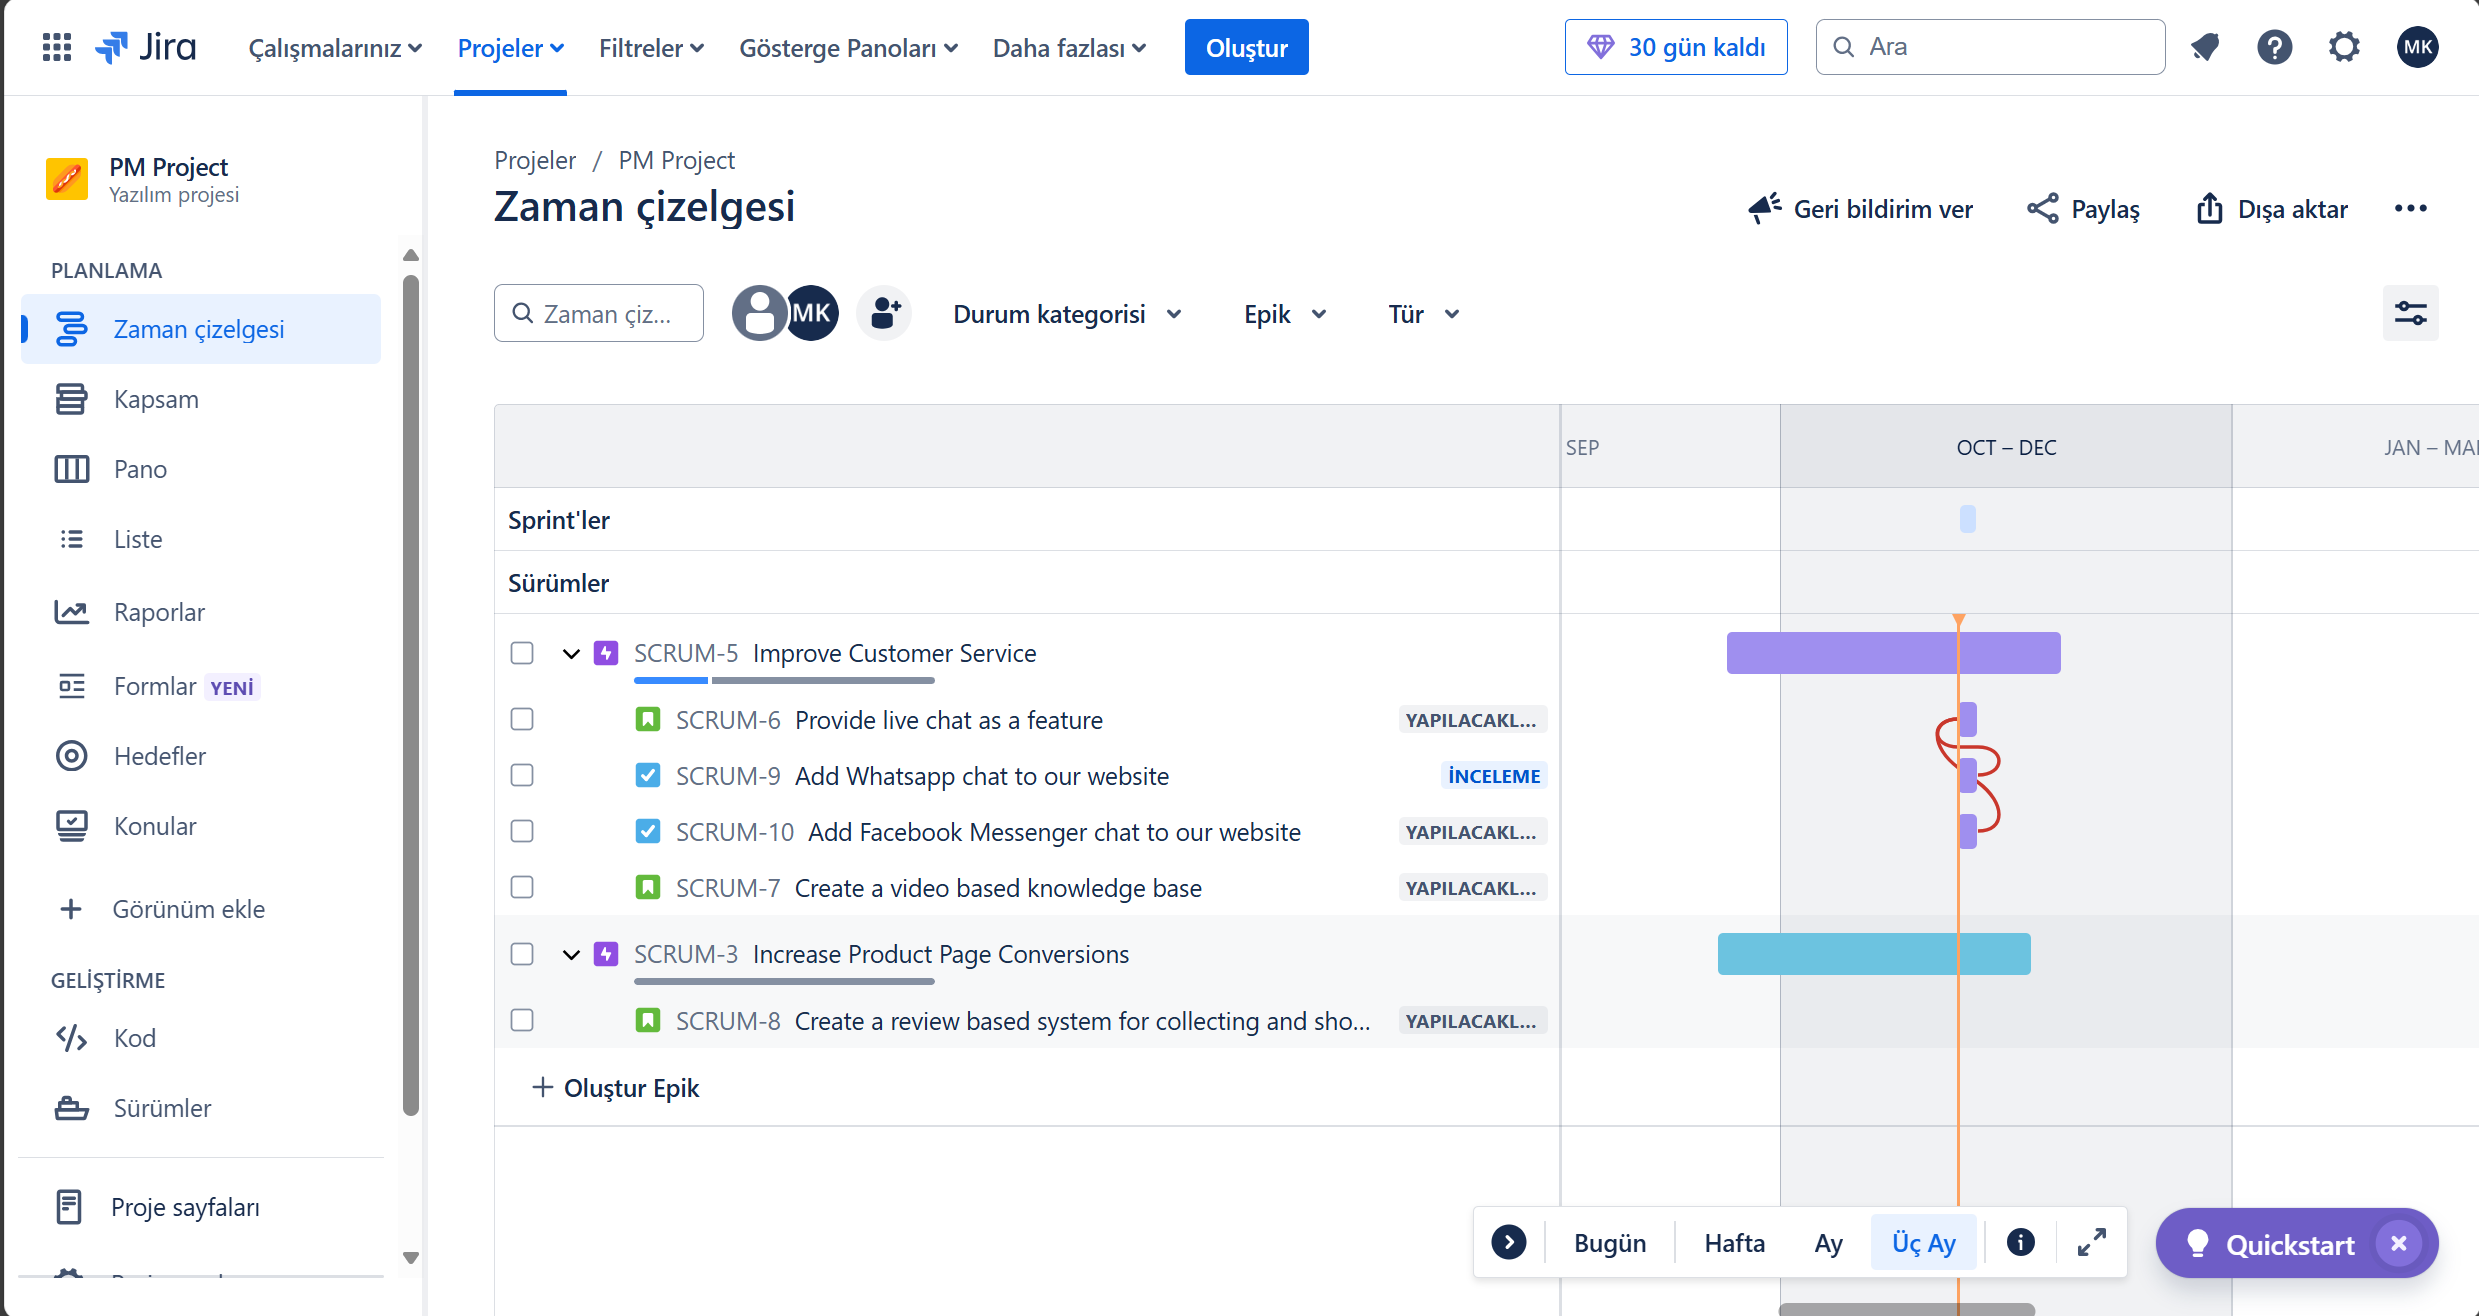 Jira
Çalışmalarınız
Projeler
Filtreler
Gösterge Panoları
Daha fazlası
Oluştur
30 gün kaldı
Ara
MK
PM Project
Yazılım projesi
PLANLAMA
Zaman çizelgesi
Kapsam
Pano
Liste
Raporlar
Formlar YENİ
Hedefler
Konular
Görünüm ekle
GELİŞTİRME
Kod
Sürümler
Proje sayfaları
Projeler / PM Project
Zaman çizelgesi
Geri bildirim ver
Paylaş
Dışa aktar
Zaman çiz...
MK
Durum kategorisi
Epik
Tür
SEP
OCT – DEC
JAN – MA
Sprint'ler
Sürümler
SCRUM-5 Improve Customer Service
SCRUM-6 Provide live chat as a feature YAPILACAKL...
SCRUM-9 Add Whatsapp chat to our website İNCELEME
SCRUM-10 Add Facebook Messenger chat to our website YAPILACAKL...
SCRUM-7 Create a video based knowledge base YAPILACAKL...
SCRUM-3 Increase Product Page Conversions
SCRUM-8 Create a review based system for collecting and sho... YAPILACAKL...
+ Oluştur Epik
Bugün
Hafta
Ay
Üç Ay
Quickstart